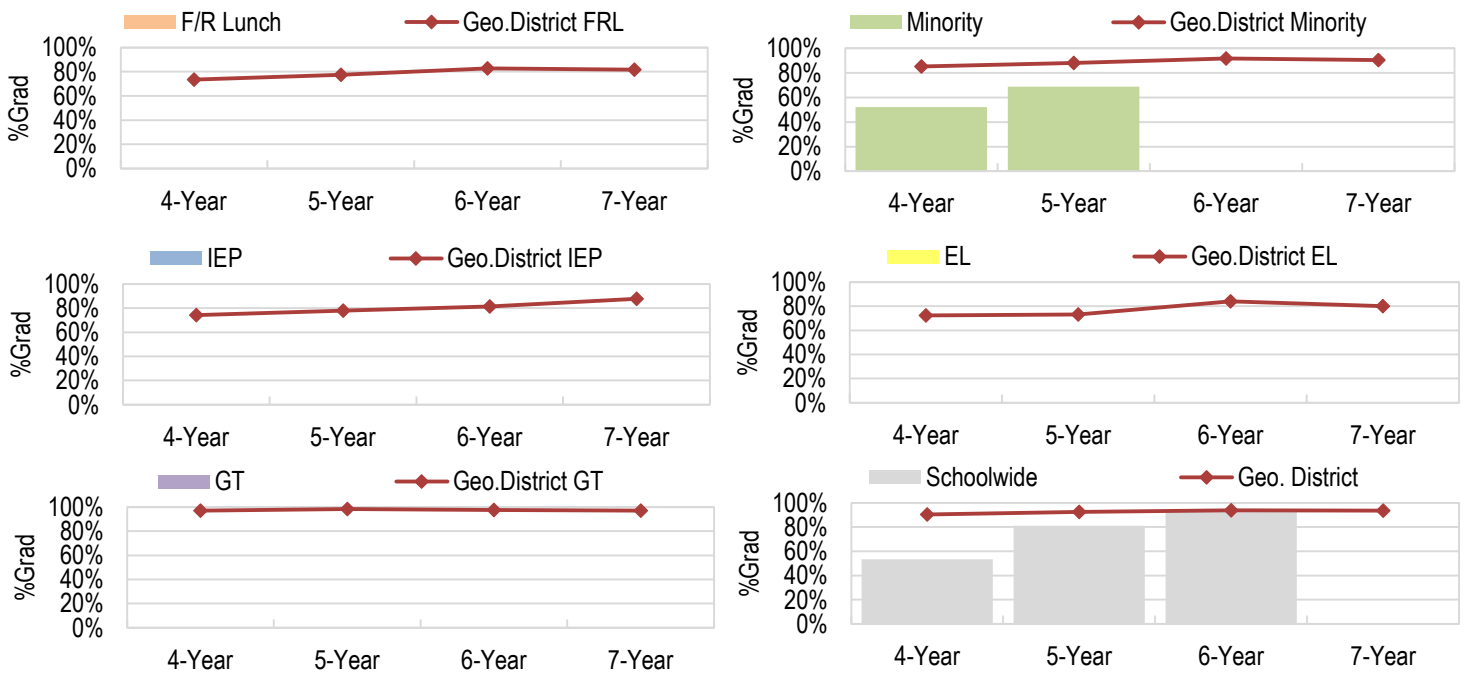 F/R Lunch Geo.District FRL
%Grad
100%
80%
60%
40%
20%
0%
4-Year 5-Year 6-Year 7-Year
Minority Geo.District Minority
%Grad
100%
80%
60%
40%
20%
0%
4-Year 5-Year 6-Year 7-Year
IEP Geo.District IEP
%Grad
100%
80%
60%
40%
20%
0%
4-Year 5-Year 6-Year 7-Year
EL Geo.District EL
%Grad
100%
80%
60%
40%
20%
0%
4-Year 5-Year 6-Year 7-Year
GT Geo.District GT
%Grad
100%
80%
60%
40%
20%
0%
4-Year 5-Year 6-Year 7-Year
Schoolwide Geo. District
%Grad
100%
80%
60%
40%
20%
0%
4-Year 5-Year 6-Year 7-Year